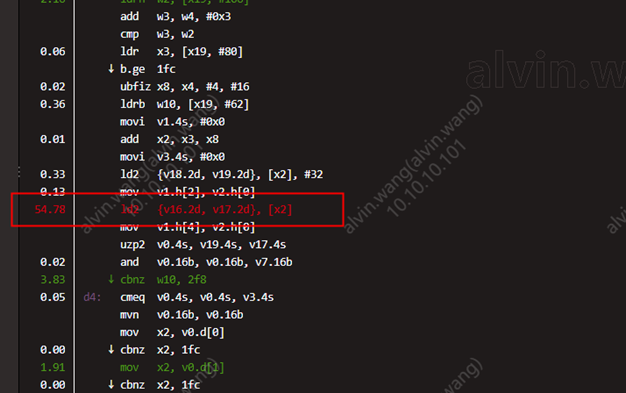 2.16 ldrh w2, [x19, #100]
add w3, w4, #0x3
cmp w3, w2
0.06 ldr x3, [x19, #80]
↓ b.ge 1fc
0.02 ubfiz x8, x4, #4, #16
0.36 ldrb w10, [x19, #62]
movi v1.4s, #0x0
0.01 add x2, x3, x8
movi v3.4s, #0x0
0.33 ld2 {v18.2d, v19.2d}, [x2], #32
0.13 mov v1.h[2], v2.h[0]
54.78 ld2 {v16.2d, v17.2d}, [x2]
mov v1.h[4], v2.h[0]
uzp2 v0.4s, v19.4s, v17.4s
0.02 and v0.16b, v0.16b, v7.16b
3.83 ↓ cbnz w10, 2f8
0.05 d4: cmeq v0.4s, v0.4s, v3.4s
mvn v0.16b, v0.16b
mov x2, v0.d[0]
0.00 ↓ cbnz x2, 1fc
1.91 mov x2, v0.d[1]
0.00 ↓ cbnz x2, 1fc
alvin.w
alvin.wang(alvin.wang)
10.10.10.101
alvin.wang(alvin.wang)
10.10.10.101